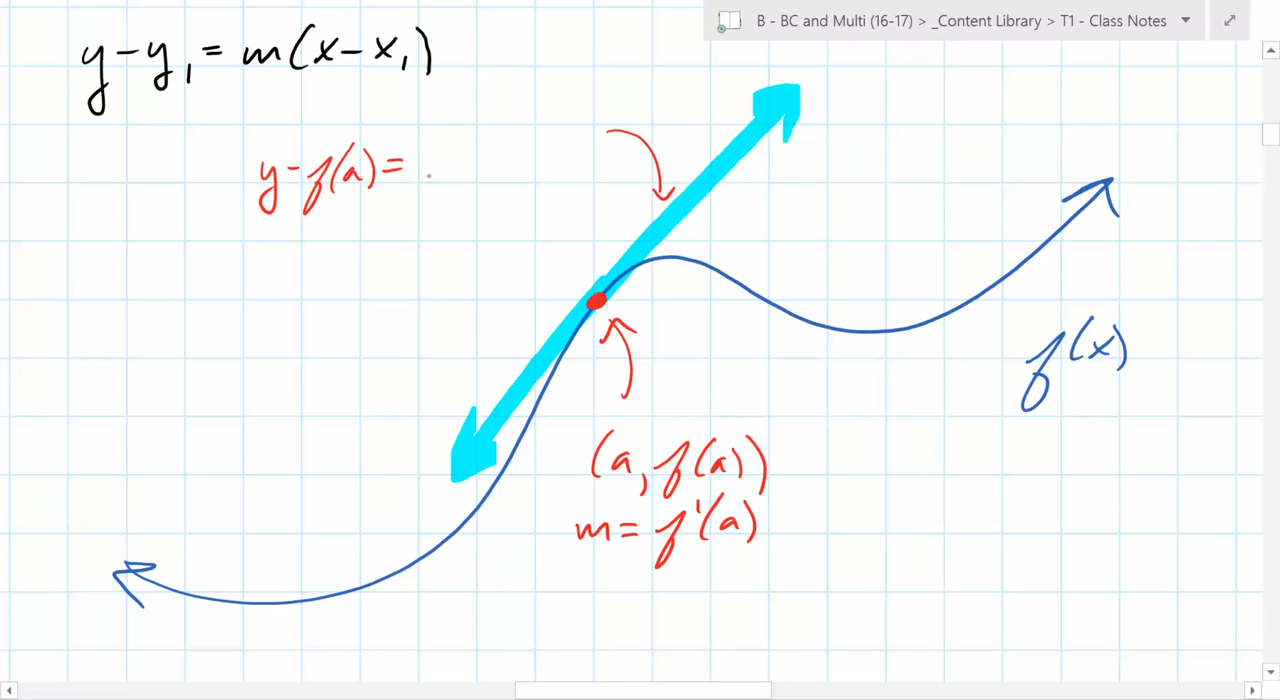 B - BC and Multi (16-17) > _Content Library > T1 - Class Notes
y - y₁ = m(x - x₁)
y - f(a) =
f(x)
(a, f(a))
m = f'(a)